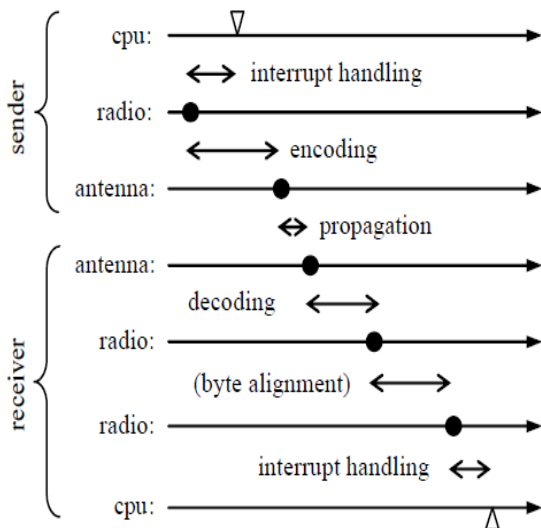 sender
cpu:
interrupt handling
radio:
encoding
antenna:
propagation
receiver
antenna:
decoding
radio:
(byte alignment)
radio:
interrupt handling
cpu: